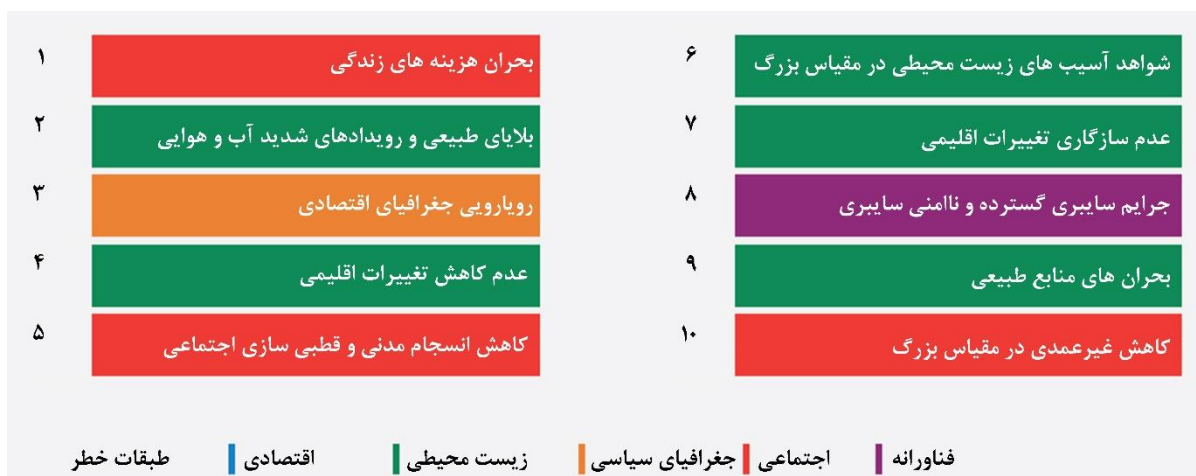 ۱ بحران هزینه های زندگی
۲ بلایای طبیعی و رویدادهای شدید آب و هوایی
۳ رویارویی جغرافیای اقتصادی
۴ عدم کاهش تغییرات اقلیمی
۵ کاهش انسجام مدنی و قطبی سازی اجتماعی
۶ شواهد آسیب های زیست محیطی در مقیاس بزرگ
۷ عدم سازگاری تغییرات اقلیمی
۸ جرایم سایبری گسترده و ناامنی سایبری
۹ بحران های منابع طبیعی
۱۰ کاهش غیرعمدی در مقیاس بزرگ
طبقات خطر اقتصادی زیست محیطی جغرافیای سیاسی اجتماعی فناورانه